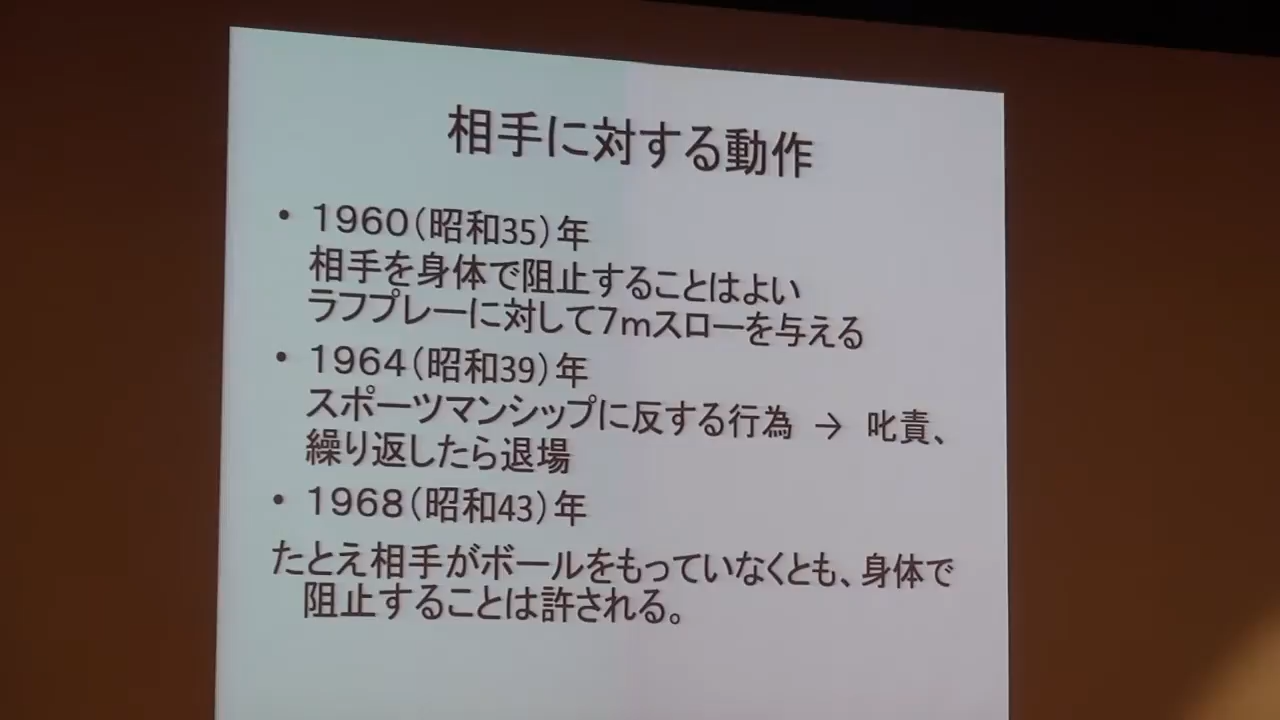 相手に対する動作
• １９６０（昭和35）年
相手を身体で阻止することはよい
ラフプレーに対して7mスローを与える
• １９６４（昭和39）年
スポーツマンシップに反する行為 → 叱責、
繰り返したら退場
• １９６８（昭和43）年
たとえ相手がボールをもっていなくとも、身体で
阻止することは許される。